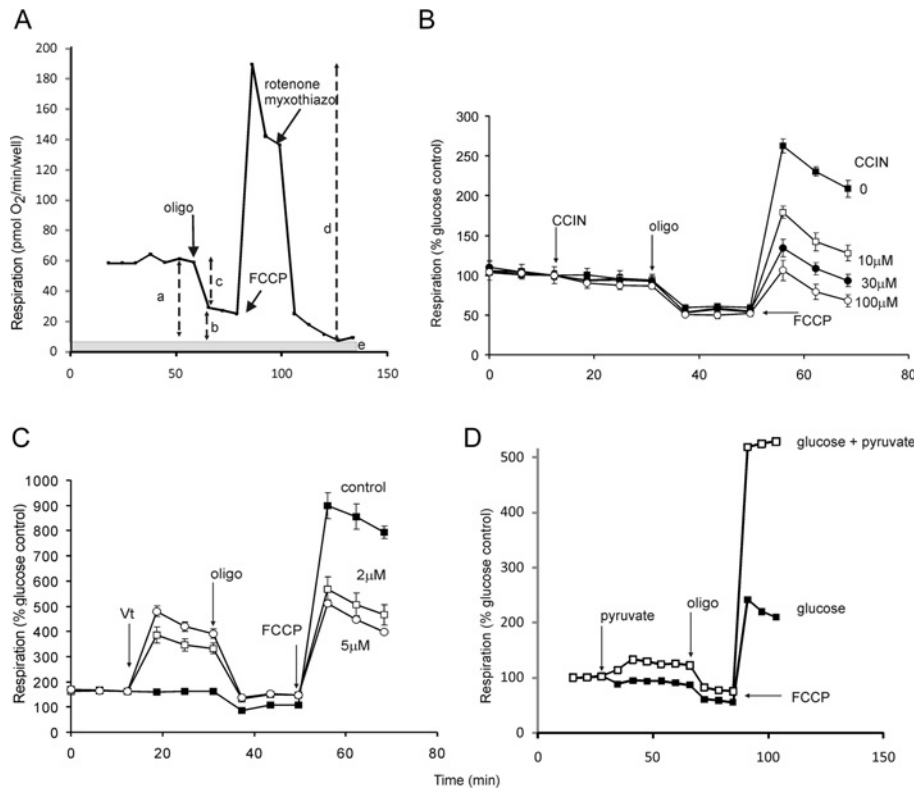 A
Respiration (pmol O2/min/well)
200
180
160
140
120
100
80
60
40
20
0
0
50
100
150
oligo
rotenone
myxothiazol
FCCP
a
b
c
d
e
B
Respiration (% glucose control)
300
250
200
150
100
50
0
0
20
40
60
80
CCIN
oligo
FCCP
CCIN
0
10µM
30µM
100µM
C
Respiration (% glucose control)
1000
900
800
700
600
500
400
300
200
100
0
0
20
40
60
80
Vt
oligo
FCCP
control
2µM
5µM
D
Respiration (% glucose control)
500
400
300
200
100
0
0
50
100
150
pyruvate
oligo
FCCP
glucose + pyruvate
glucose
Time (min)